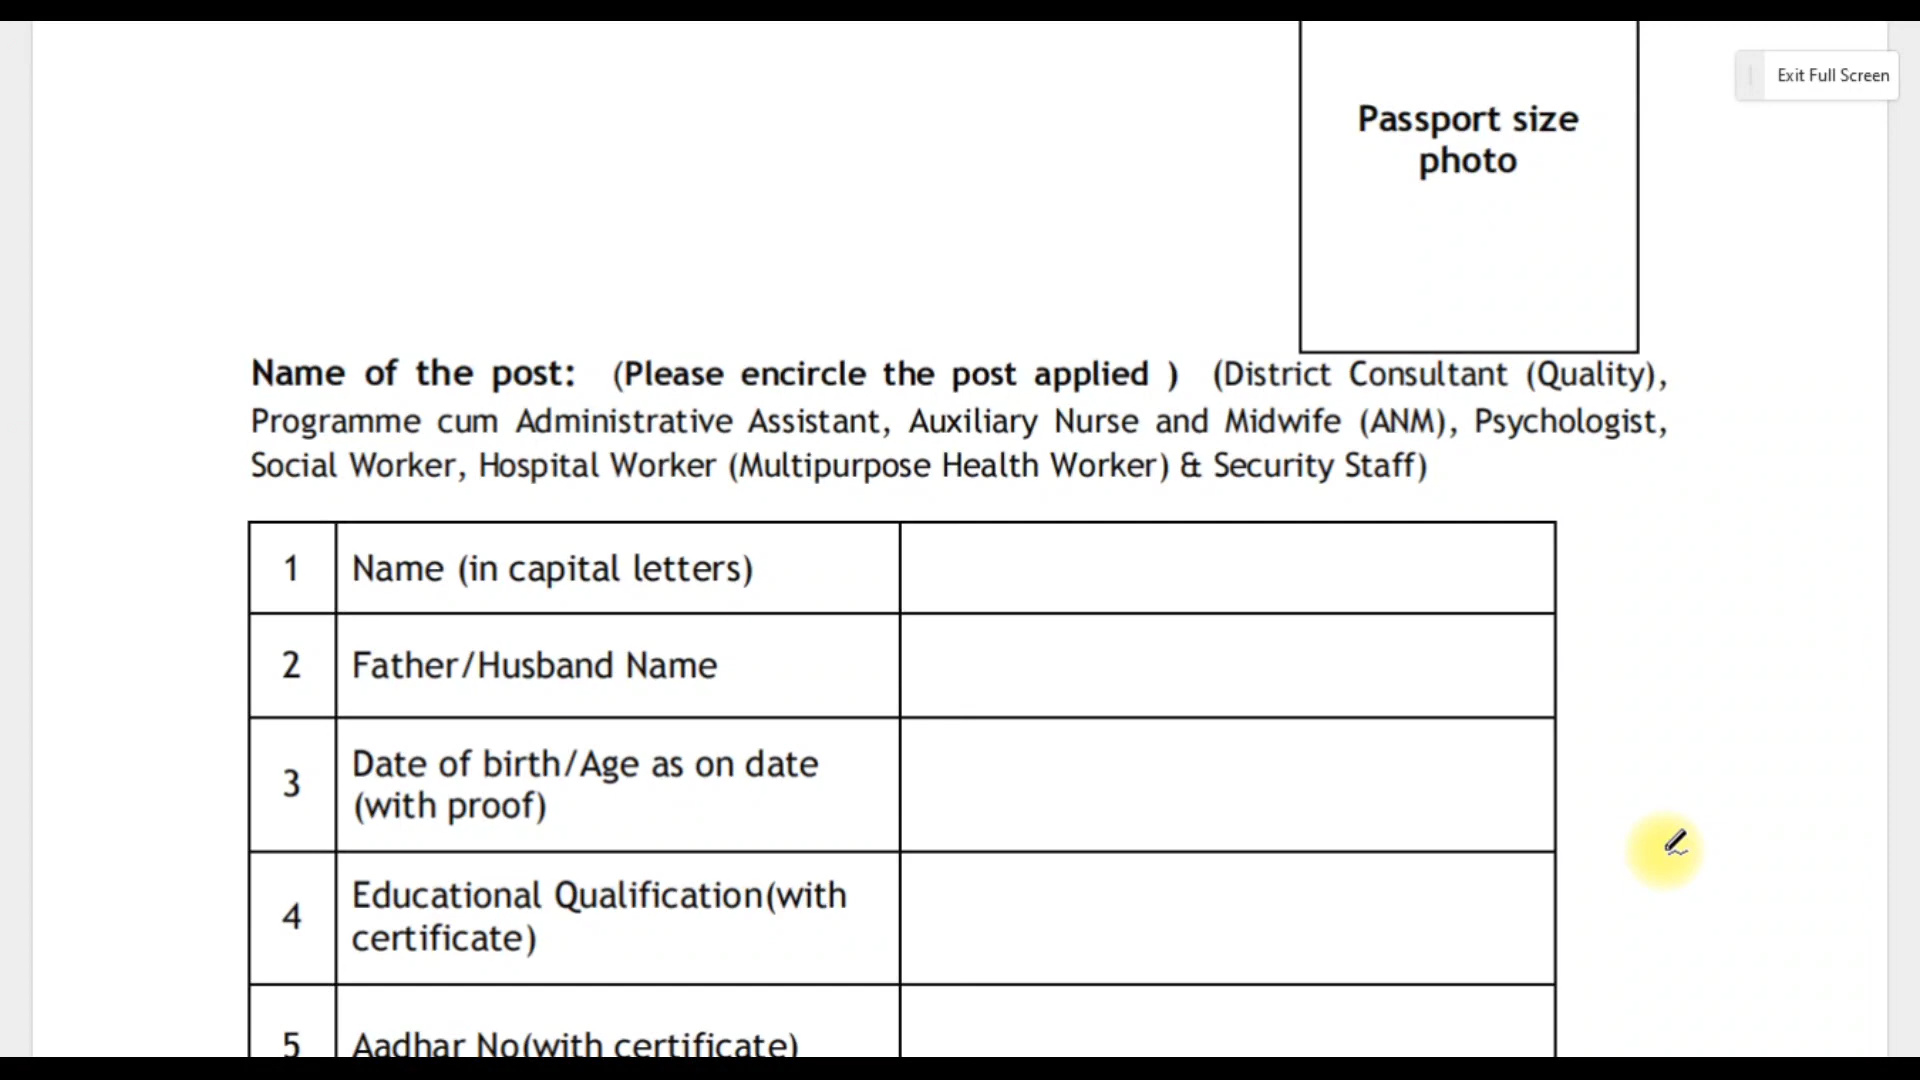 Exit Full Screen
Passport size
photo
Name of the post: (Please encircle the post applied ) (District Consultant (Quality),
Programme cum Administrative Assistant, Auxiliary Nurse and Midwife (ANM), Psychologist,
Social Worker, Hospital Worker (Multipurpose Health Worker) & Security Staff)
1 Name (in capital letters)
2 Father/Husband Name
3 Date of birth/Age as on date
(with proof)
4 Educational Qualification(with
certificate)
5 Aadhar No(with certificate)